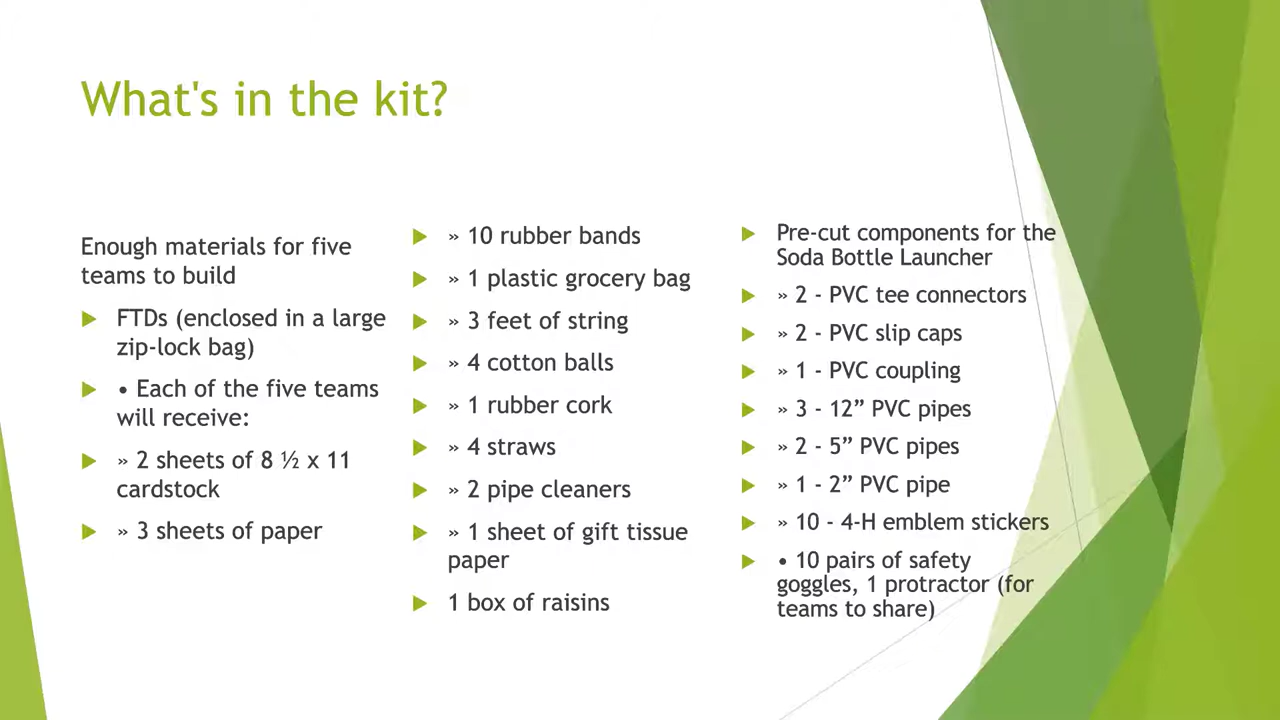 What's in the kit?
Enough materials for five
teams to build
FTDs (enclosed in a large
zip-lock bag)
• Each of the five teams
will receive:
» 2 sheets of 8 ½ x 11
cardstock
» 3 sheets of paper
» 10 rubber bands
» 1 plastic grocery bag
» 3 feet of string
» 4 cotton balls
» 1 rubber cork
» 4 straws
» 2 pipe cleaners
» 1 sheet of gift tissue
paper
1 box of raisins
Pre-cut components for the
Soda Bottle Launcher
» 2 - PVC tee connectors
» 2 - PVC slip caps
» 1 - PVC coupling
» 3 - 12” PVC pipes
» 2 - 5” PVC pipes
» 1 - 2” PVC pipe
» 10 - 4-H emblem stickers
• 10 pairs of safety
goggles, 1 protractor (for
teams to share)